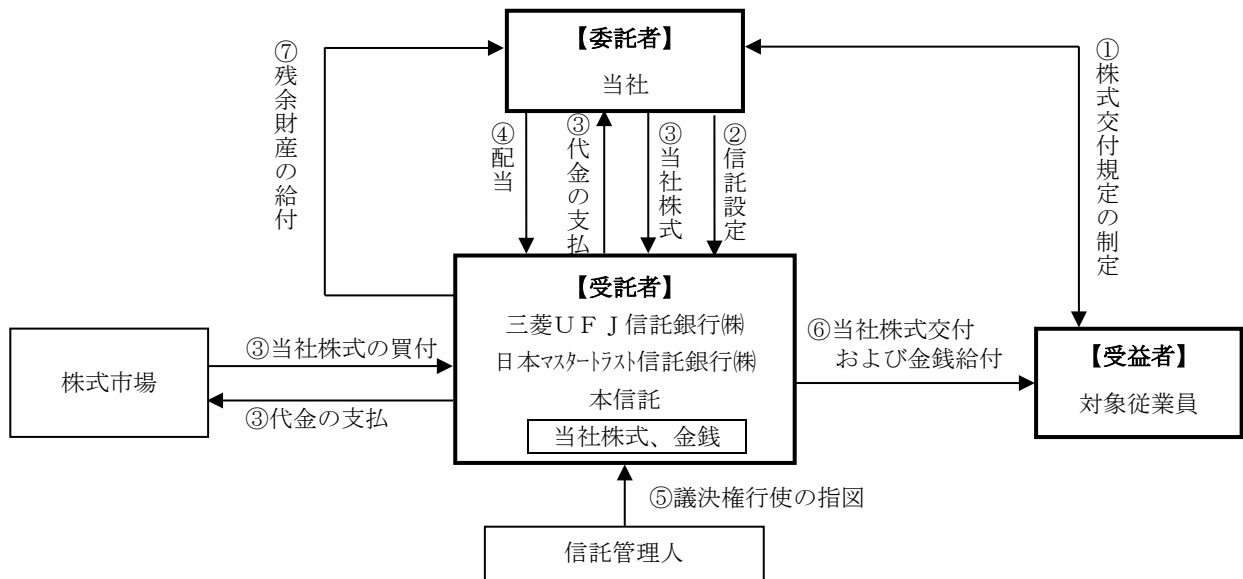 【委託者】
当社
⑦残余財産の給付
①株式交付規定の制定
④配当
③代金の支払
③当社株式
②信託設定
【受託者】
三菱ＵＦＪ信託銀行㈱
日本ﾏｽﾀｰﾄﾗｽﾄ信託銀行㈱
本信託
当社株式、金銭
株式市場
③当社株式の買付
③代金の支払
⑥当社株式交付
および金銭給付
【受益者】
対象従業員
⑤議決権行使の指図
信託管理人